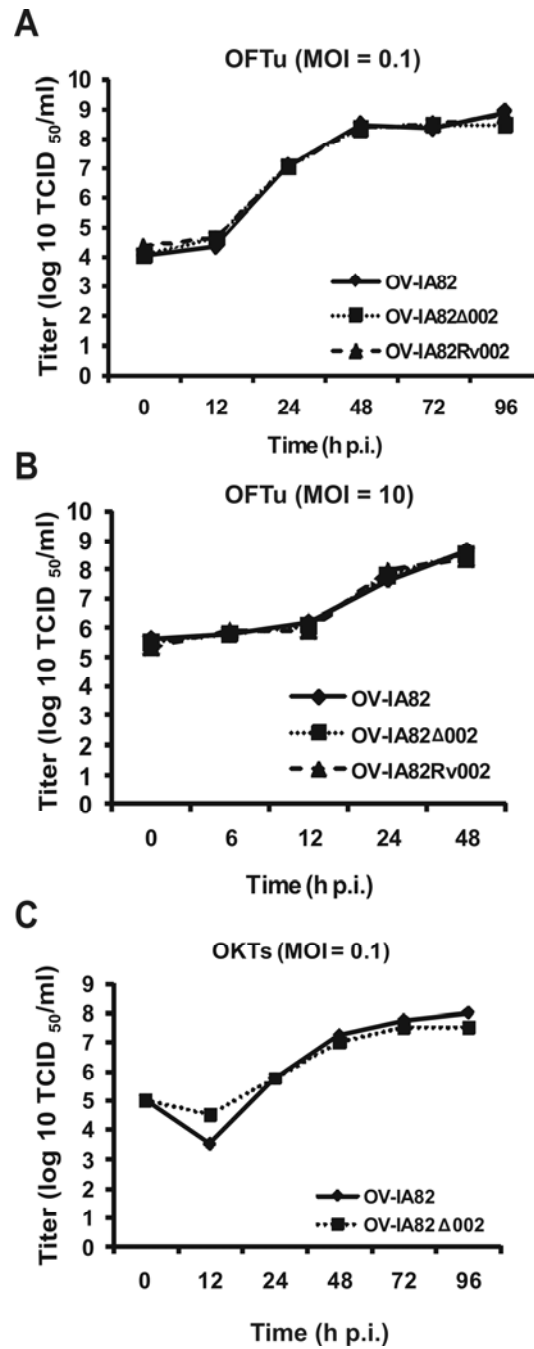 A
OFTu (MOI = 0.1)
Titer (log 10 TCID 50/ml)
10
9
8
7
6
5
4
3
2
1
0
OV-IA82
OV-IA82Δ002
OV-IA82Rv002
0 12 24 48 72 96
Time (h p.i.)
B
OFTu (MOI = 10)
Titer (log 10 TCID 50/ml)
10
9
8
7
6
5
4
3
2
1
0
OV-IA82
OV-IA82Δ002
OV-IA82Rv002
0 6 12 24 48
Time (h p.i.)
C
OKTs (MOI = 0.1)
Titer (log 10 TCID 50/ml)
9
8
7
6
5
4
3
2
1
0
OV-IA82
OV-IA82 Δ002
0 12 24 48 72 96
Time (h p.i.)